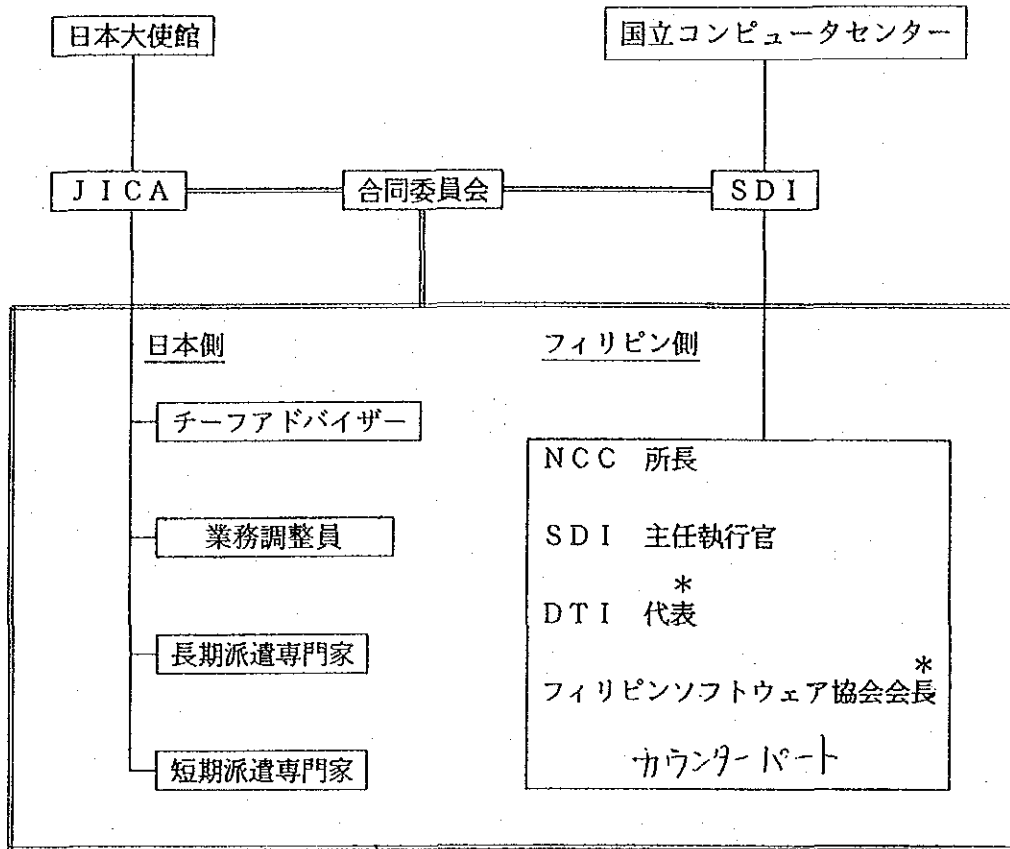 日本大使館
国立コンピュータセンター
ＪＩＣＡ
合同委員会
ＳＤＩ
日本側
フィリピン側
チーフアドバイザー
業務調整員
長期派遣専門家
短期派遣専門家
ＮＣＣ　所長
ＳＤＩ　主任執行官
＊
ＤＴＩ　代表
＊
フィリピンソフトウェア協会会長
カウンターパート